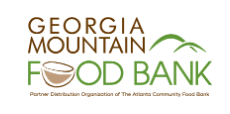 GEORGIA
MOUNTAIN
FOOD BANK
Partner Distribution Organization of The Atlanta Community Food Bank